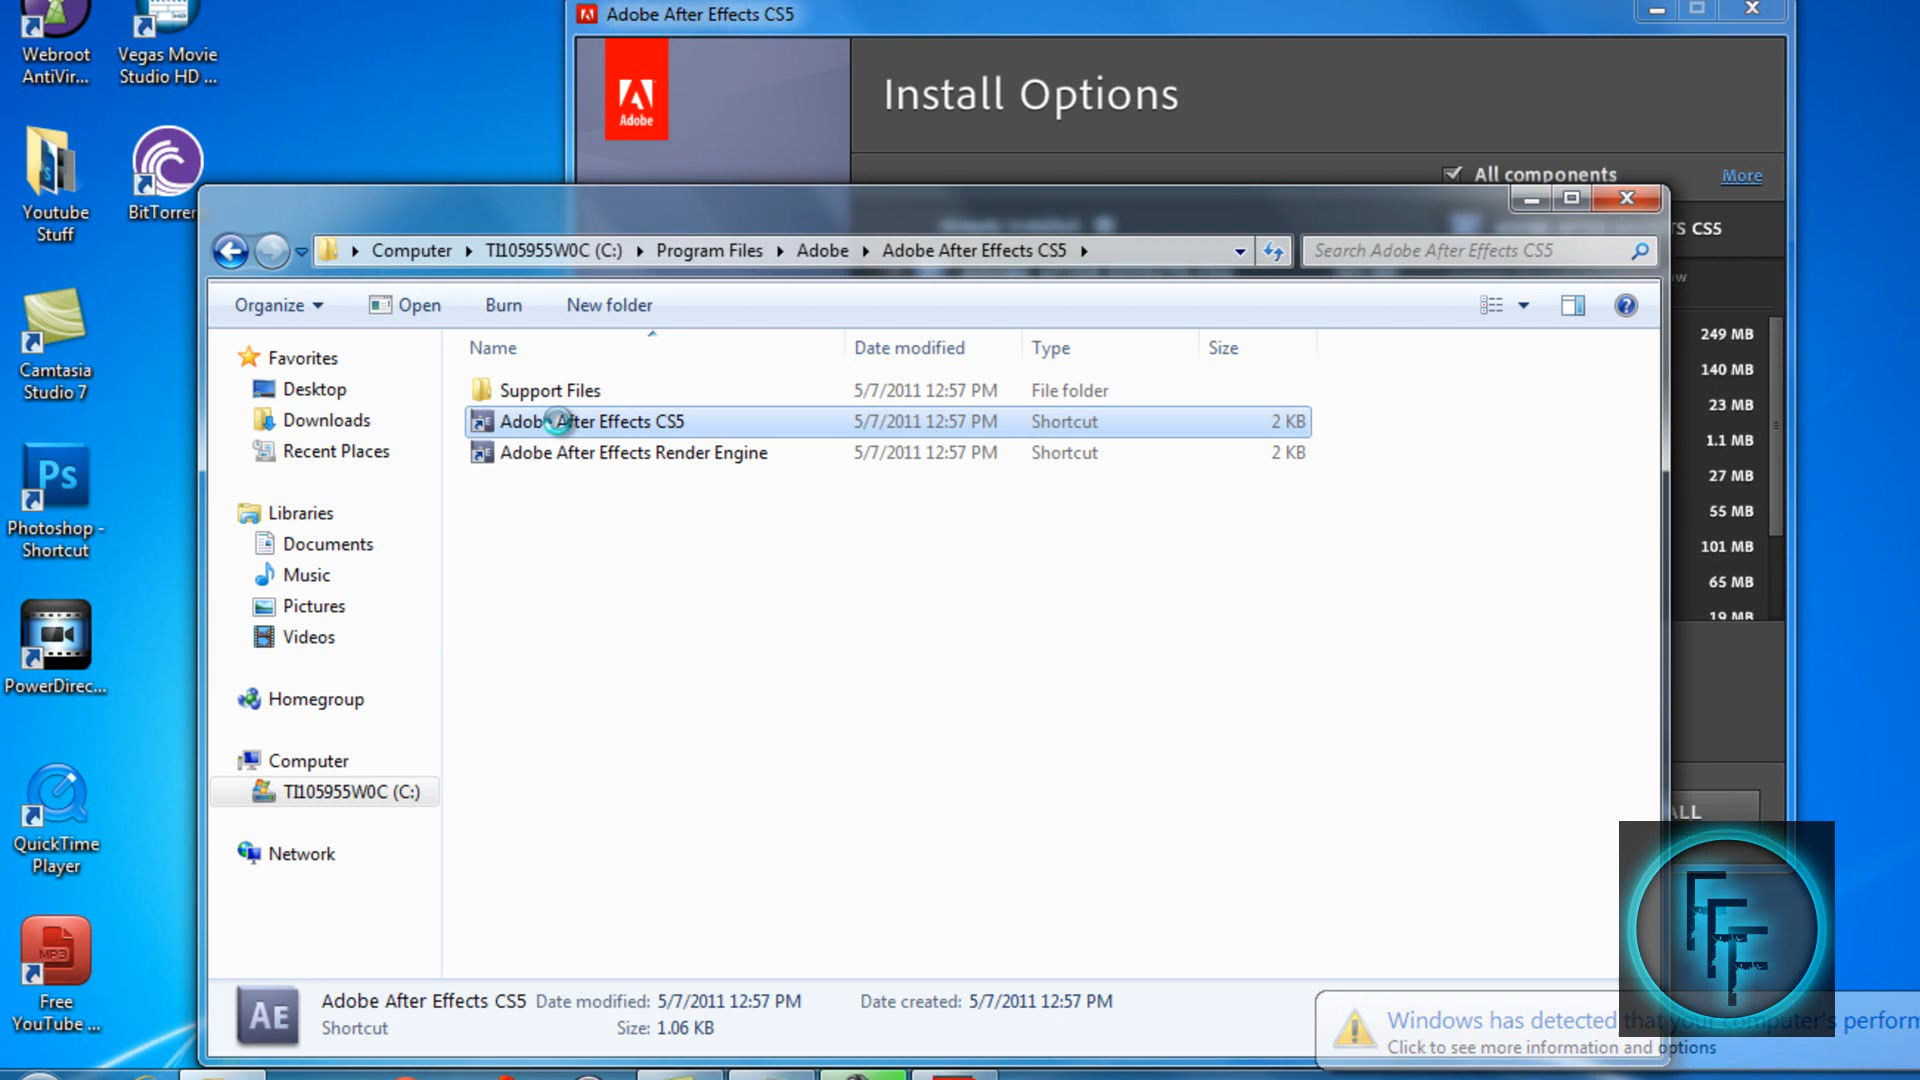 Webroot
AntiVir...
Vegas Movie
Studio HD ...
Youtube
Stuff
BitTorren
Camtasia
Studio 7
Ps
Photoshop -
Shortcut
PowerDirec...
QuickTime
Player
MP3
Free
YouTube ...
Adobe After Effects CS5
Adobe
Install Options
All components
More
TS CS5
249 MB
140 MB
23 MB
1.1 MB
27 MB
55 MB
101 MB
65 MB
19 MB
ALL
Computer TI105955W0C (C:) Program Files Adobe Adobe After Effects CS5
Search Adobe After Effects CS5
Organize Open Burn New folder
Favorites
Desktop
Downloads
Recent Places
Libraries
Documents
Music
Pictures
Videos
Homegroup
Computer
TI105955W0C (C:)
Network
Name Date modified Type Size
Support Files 5/7/2011 12:57 PM File folder
Adobe After Effects CS5 5/7/2011 12:57 PM Shortcut 2 KB
Adobe After Effects Render Engine 5/7/2011 12:57 PM Shortcut 2 KB
AE
Adobe After Effects CS5 Date modified: 5/7/2011 12:57 PM Date created: 5/7/2011 12:57 PM
Shortcut Size: 1.06 KB
FFF
Windows has detected that your computer's perform
Click to see more information and options